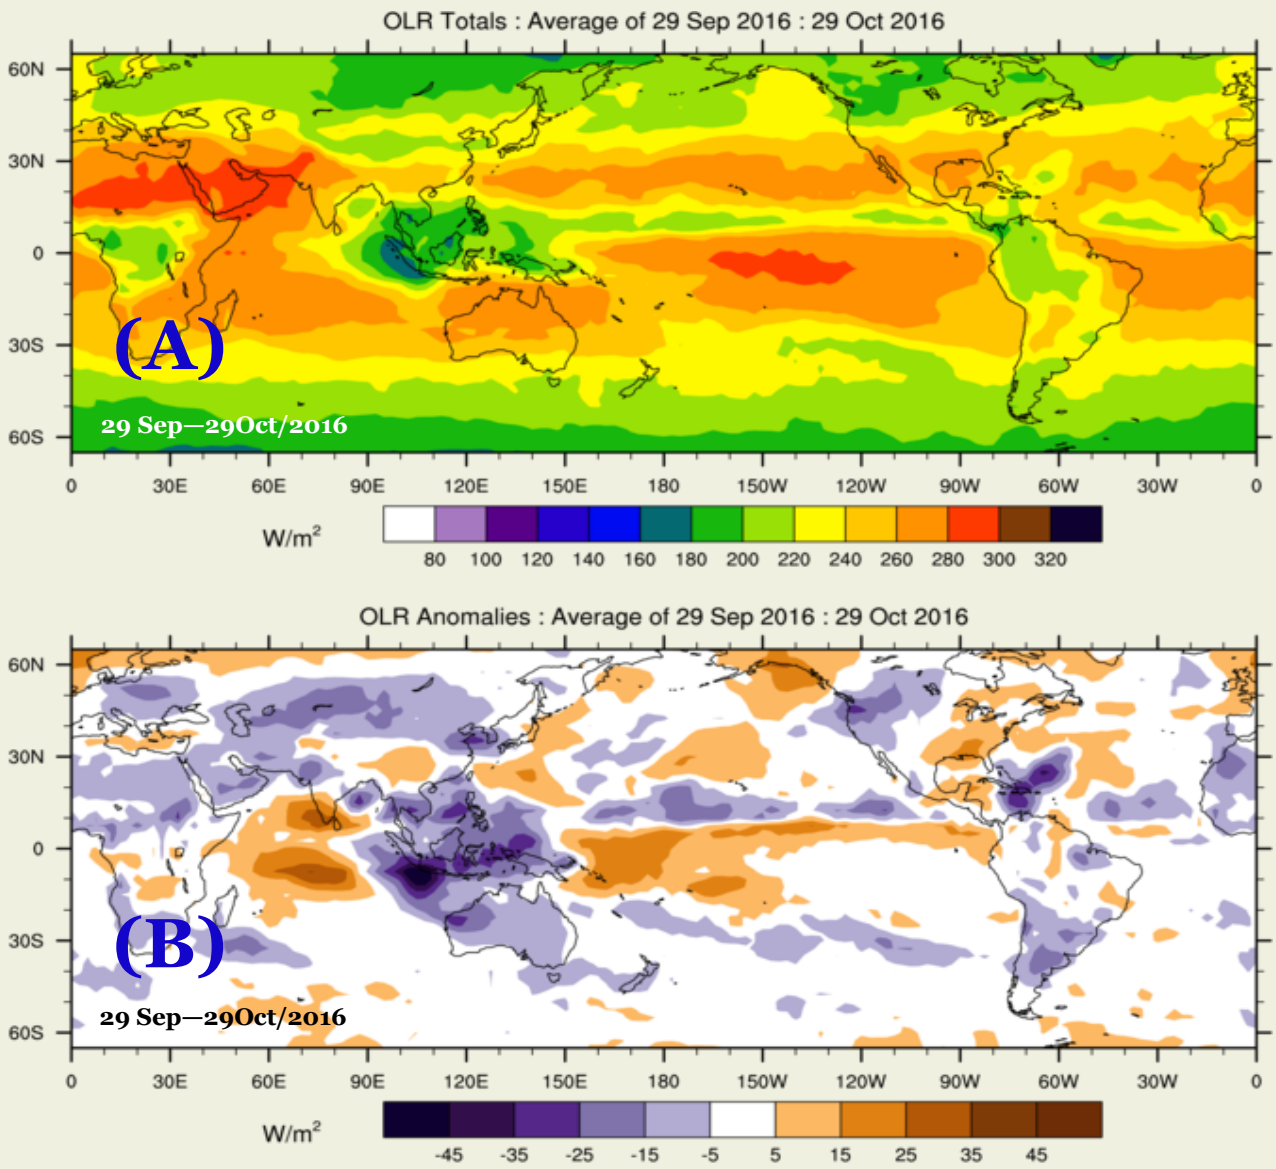 OLR Totals : Average of 29 Sep 2016 : 29 Oct 2016
60N
30N
0
30S
60S
(A)
29 Sep—29Oct/2016
0 30E 60E 90E 120E 150E 180 150W 120W 90W 60W 30W 0
W/m²
80 100 120 140 160 180 200 220 240 260 280 300 320
OLR Anomalies : Average of 29 Sep 2016 : 29 Oct 2016
60N
30N
0
30S
60S
(B)
29 Sep—29Oct/2016
0 30E 60E 90E 120E 150E 180 150W 120W 90W 60W 30W 0
W/m²
-45 -35 -25 -15 -5 5 15 25 35 45